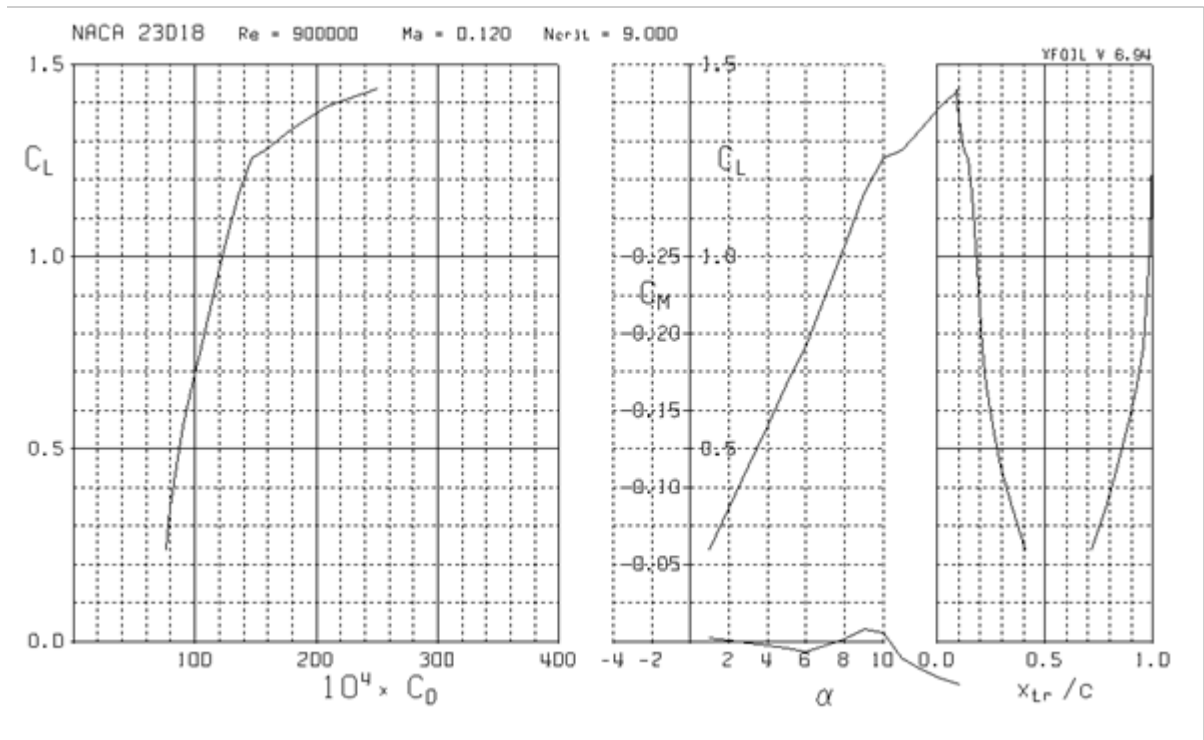 NACA 23018 Re = 900000 Ma = 0.120 Ncrit = 9.000
XFOIL V 6.94
1.5
CL
1.0
0.5
0.0
100 200 300 400
10⁴ × CD
1.5
CL
-0.25 1.0
CM
-0.20
-0.15
0.5
-0.10
-0.05
-4 -2 2 4 6 8 10
α
0.0 0.5 1.0
xtr/c